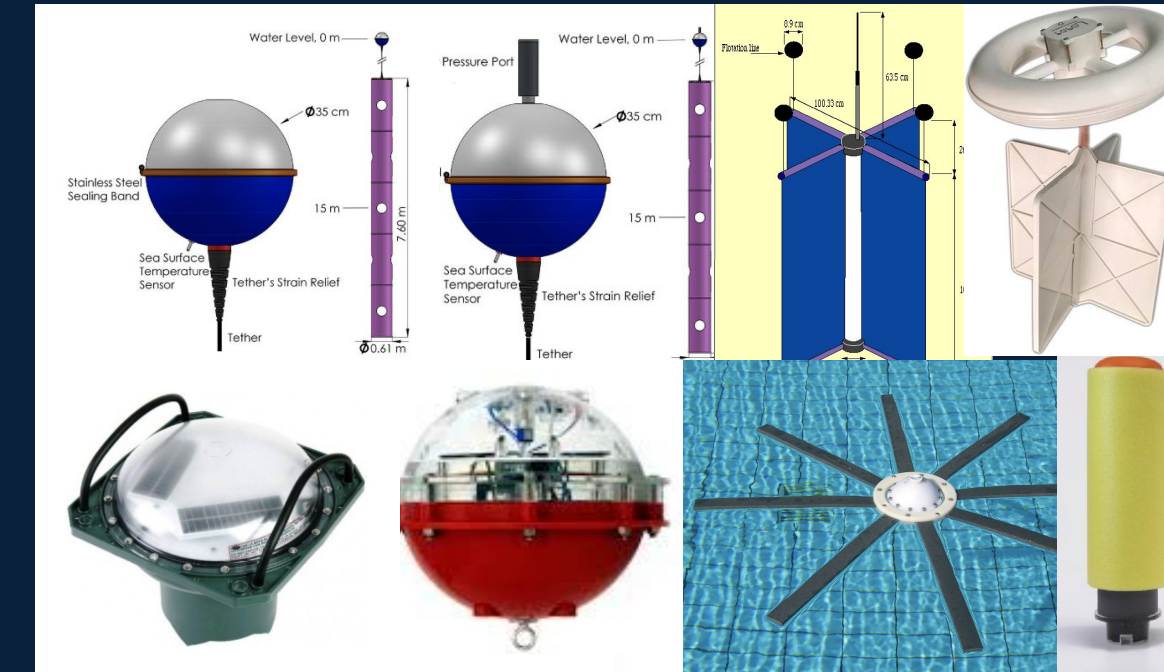 Water Level, 0 m
Ø35 cm
Stainless Steel
Sealing Band
Sea Surface
Temperature
Sensor
Tether's Strain Relief
Tether
15 m
7.60 m
Ø0.61 m
Pressure Port
Water Level, 0 m
Ø35 cm
15 m
Sea Surface
Temperature
Sensor
Tether's Strain Relief
Tether
8.9 cm
Flotation line
63.5 cm
100.33 cm